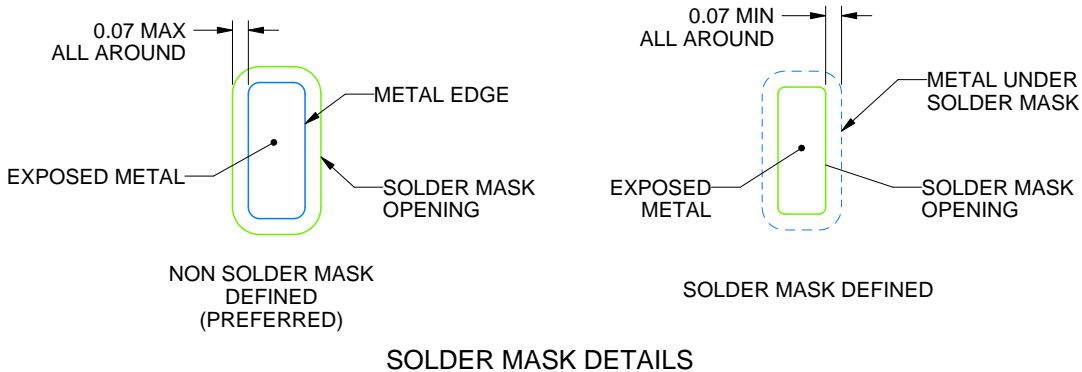 0.07 MAX
ALL AROUND
METAL EDGE
EXPOSED METAL
SOLDER MASK
OPENING
NON SOLDER MASK
DEFINED
(PREFERRED)
0.07 MIN
ALL AROUND
METAL UNDER
SOLDER MASK
EXPOSED
METAL
SOLDER MASK
OPENING
SOLDER MASK DEFINED
SOLDER MASK DETAILS